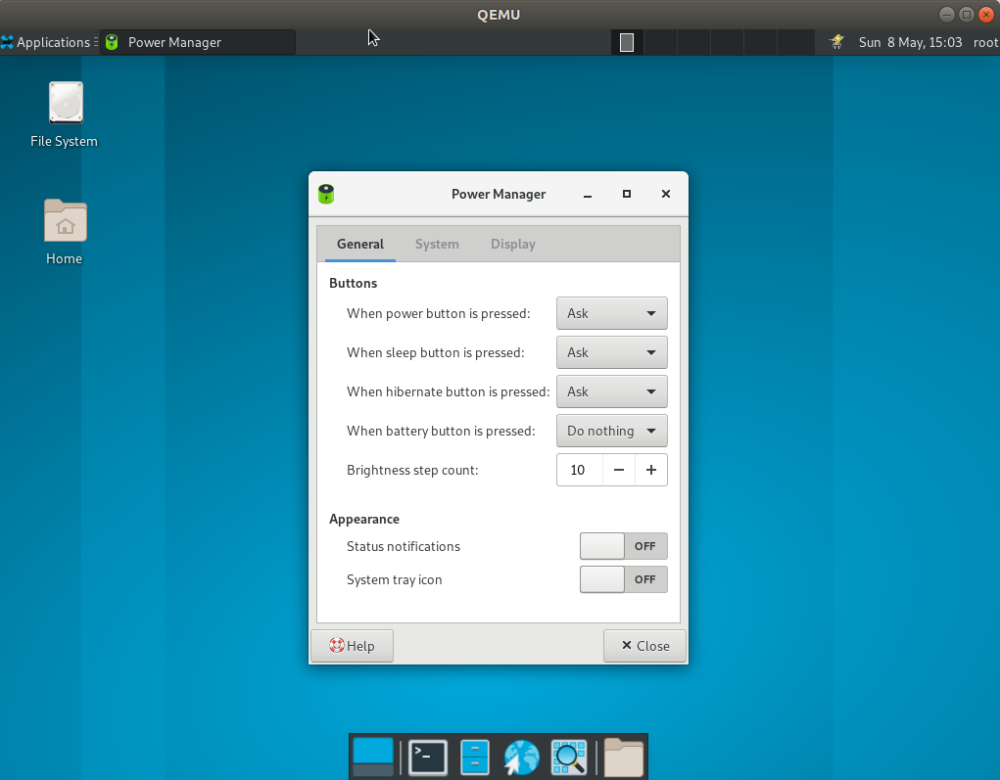 QEMU
Applications
Power Manager
Sun 8 May, 15:03
root
File System
Home
Power Manager
General
System
Display
Buttons
When power button is pressed:
Ask
When sleep button is pressed:
Ask
When hibernate button is pressed:
Ask
When battery button is pressed:
Do nothing
Brightness step count:
10
Appearance
Status notifications
OFF
System tray icon
OFF
Help
Close